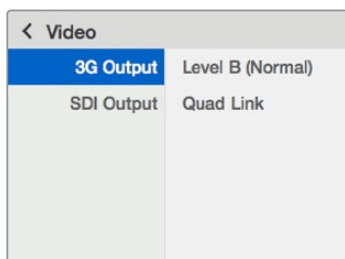 < Video
3G Output Level B (Normal)
SDI Output Quad Link